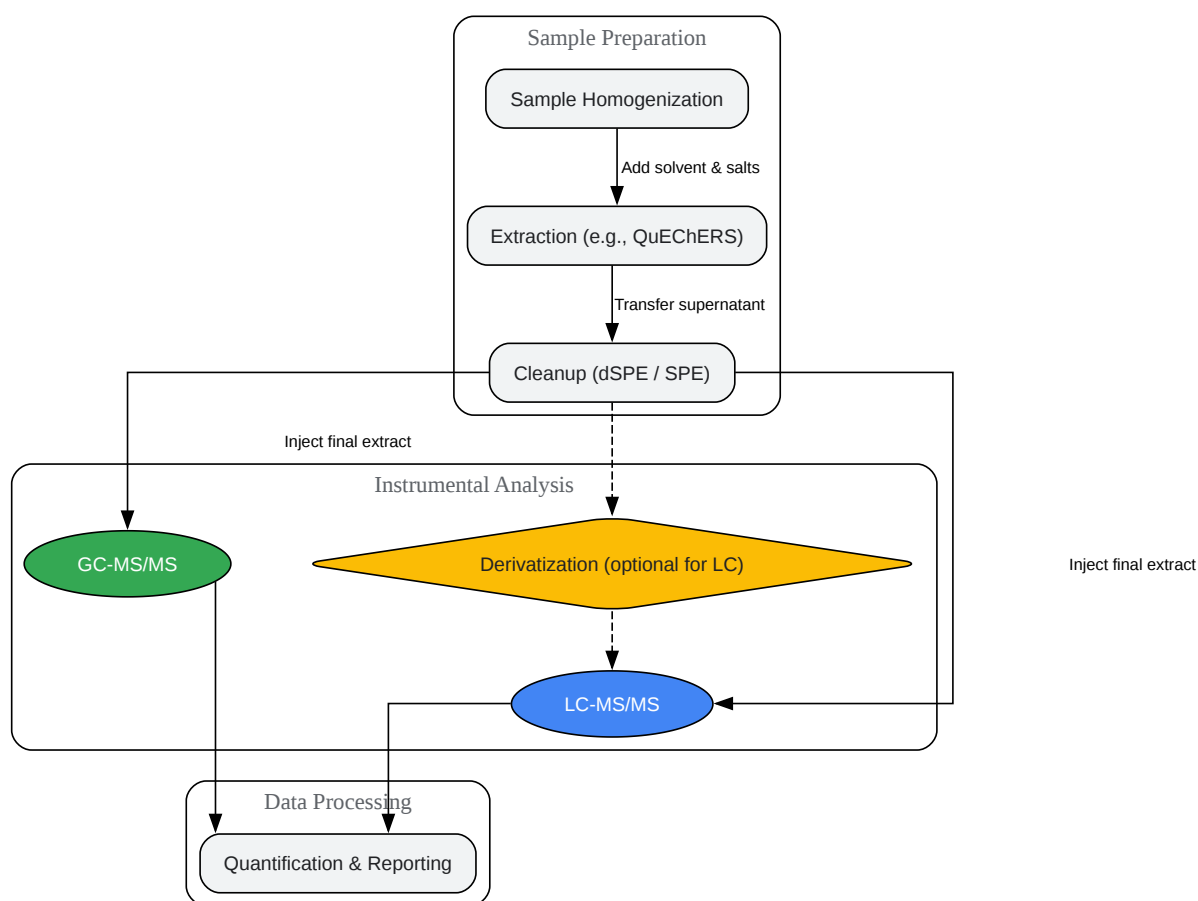 Sample Preparation
Sample Homogenization
Add solvent & salts
Extraction (e.g., QuEChERS)
Transfer supernatant
Cleanup (dSPE / SPE)
Inject final extract
Instrumental Analysis
GC-MS/MS
Derivatization (optional for LC)
Inject final extract
LC-MS/MS
Data Processing
Quantification & Reporting